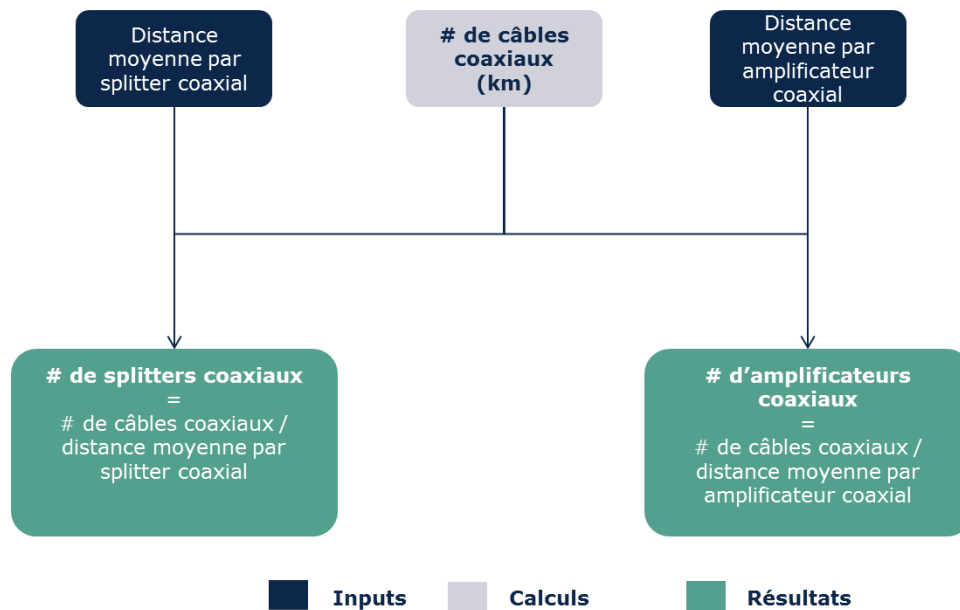 Distance
moyenne par
splitter coaxial
# de câbles
coaxiaux
(km)
Distance
moyenne par
amplificateur
coaxial
# de splitters coaxiaux
=
# de câbles coaxiaux /
distance moyenne par
splitter coaxial
# d’amplificateurs
coaxiaux
=
# de câbles coaxiaux /
distance moyenne par
amplificateur coaxial
Inputs
Calculs
Résultats